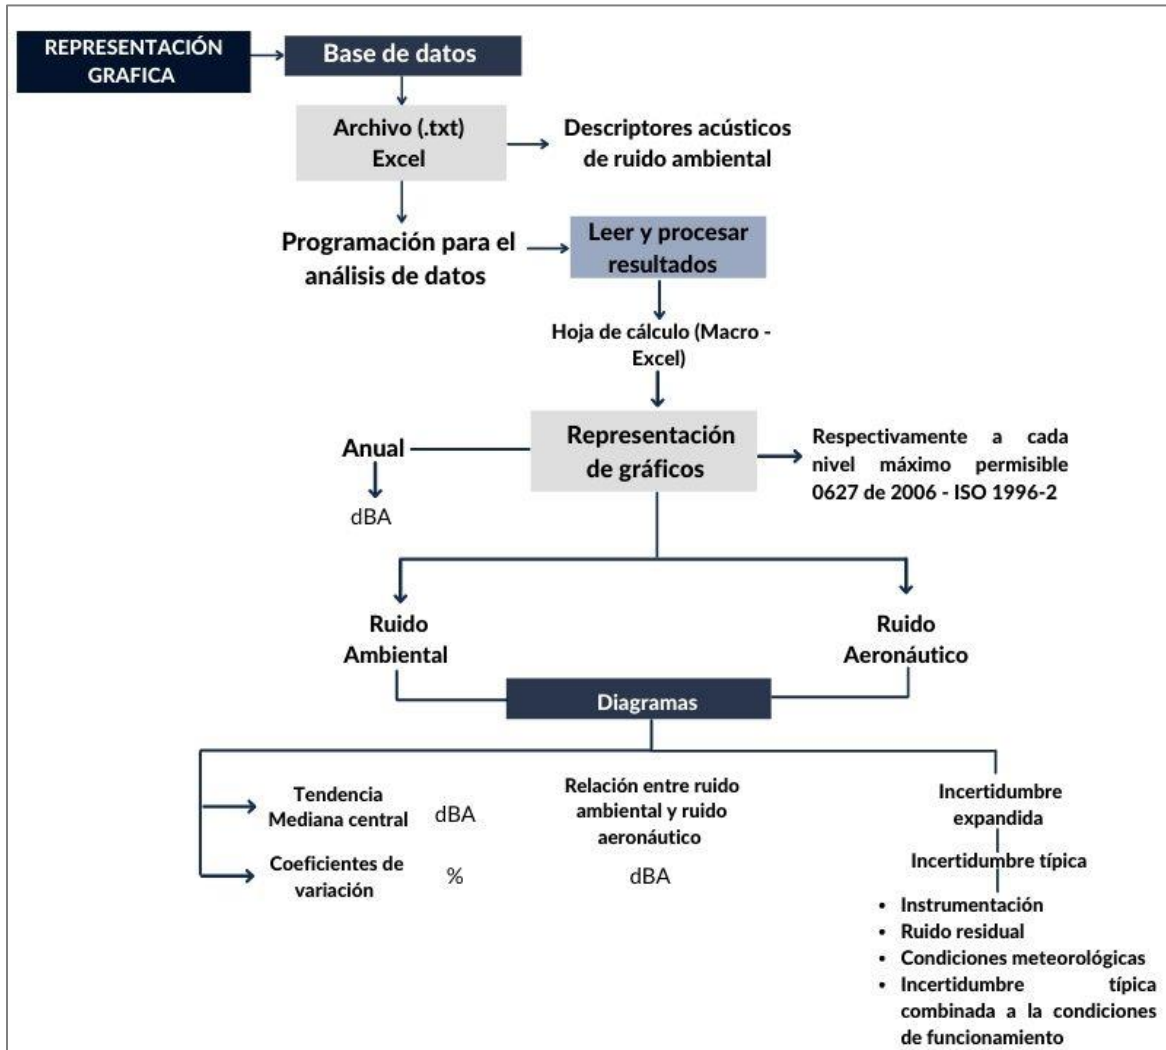 REPRESENTACIÓN
GRAFICA
Base de datos
Archivo (.txt)
Excel
Descriptores acústicos
de ruido ambiental
Programación para el
análisis de datos
Leer y procesar
resultados
Hoja de cálculo (Macro -
Excel)
Anual
dBA
Representación
de gráficos
Respectivamente a cada
nivel máximo permisible
0627 de 2006 - ISO 1996-2
Ruido
Ambiental
Ruido
Aeronáutico
Diagramas
Tendencia
Mediana central
dBA
Coeficientes de
variación
%
Relación entre ruido
ambiental y ruido
aeronáutico
dBA
Incertidumbre
expandida
Incertidumbre típica
• Instrumentación
• Ruido residual
• Condiciones meteorológicas
• Incertidumbre típica
combinada a la condiciones
de funcionamiento